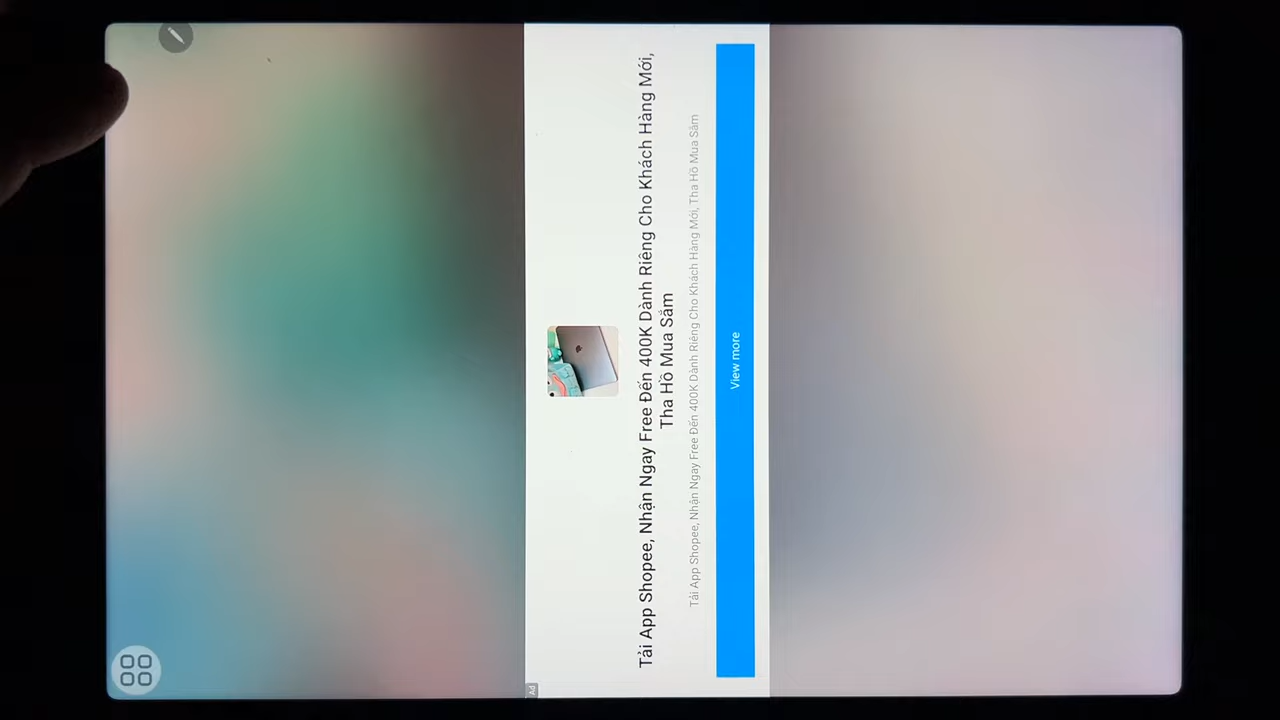 Tải App Shopee, Nhận Ngay Free Đến 400K Dành Riêng Cho Khách Hàng Mới,
Tha Hồ Mua Sắm
Tải App Shopee, Nhận Ngay Free Đến 400K Dành Riêng Cho Khách Hàng Mới, Tha Hồ Mua Sắm
View more
Ad